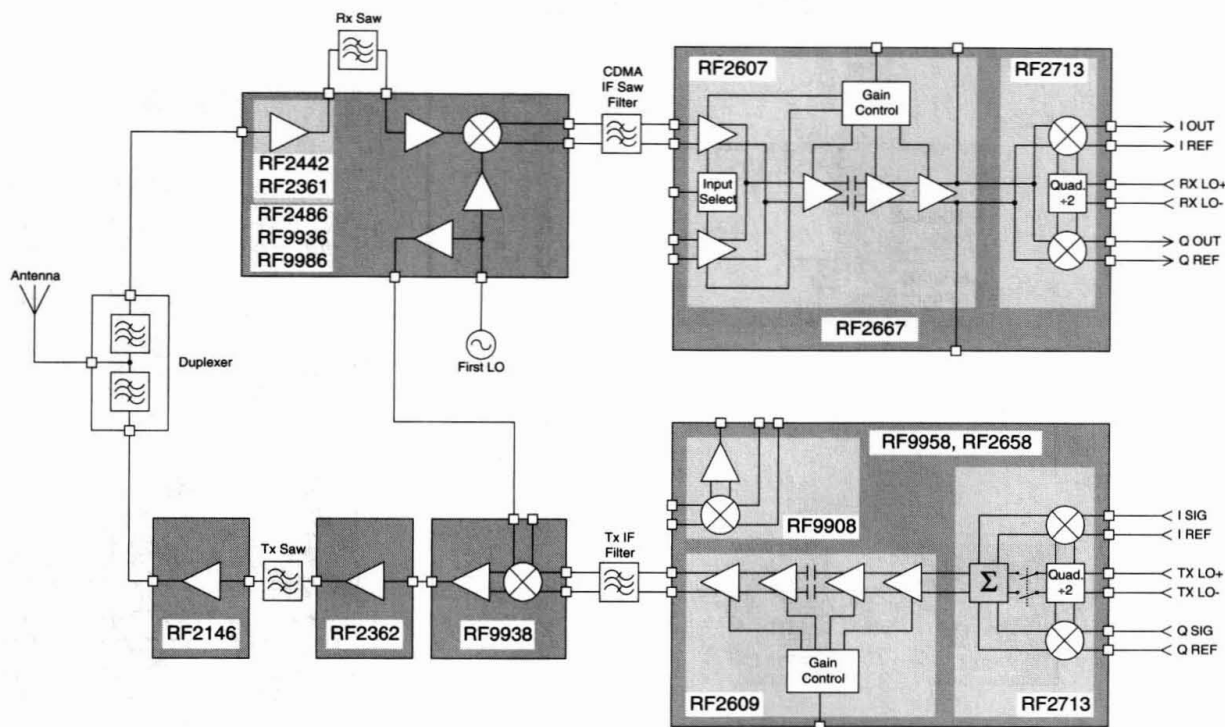 Rx Saw
RF2442
RF2361
RF2486
RF9936
RF9986
First LO
CDMA
IF Saw
Filter
RF2607
Gain
Control
Input
Select
RF2667
RF2713
Quad.
÷2
I OUT
I REF
RX LO+
RX LO-
Q OUT
Q REF
Antenna
Duplexer
RF2146
Tx Saw
RF2362
RF9938
Tx IF
Filter
RF9958, RF2658
RF9908
RF2609
Gain
Control
Σ
Quad.
÷2
RF2713
I SIG
I REF
TX LO+
TX LO-
Q SIG
Q REF